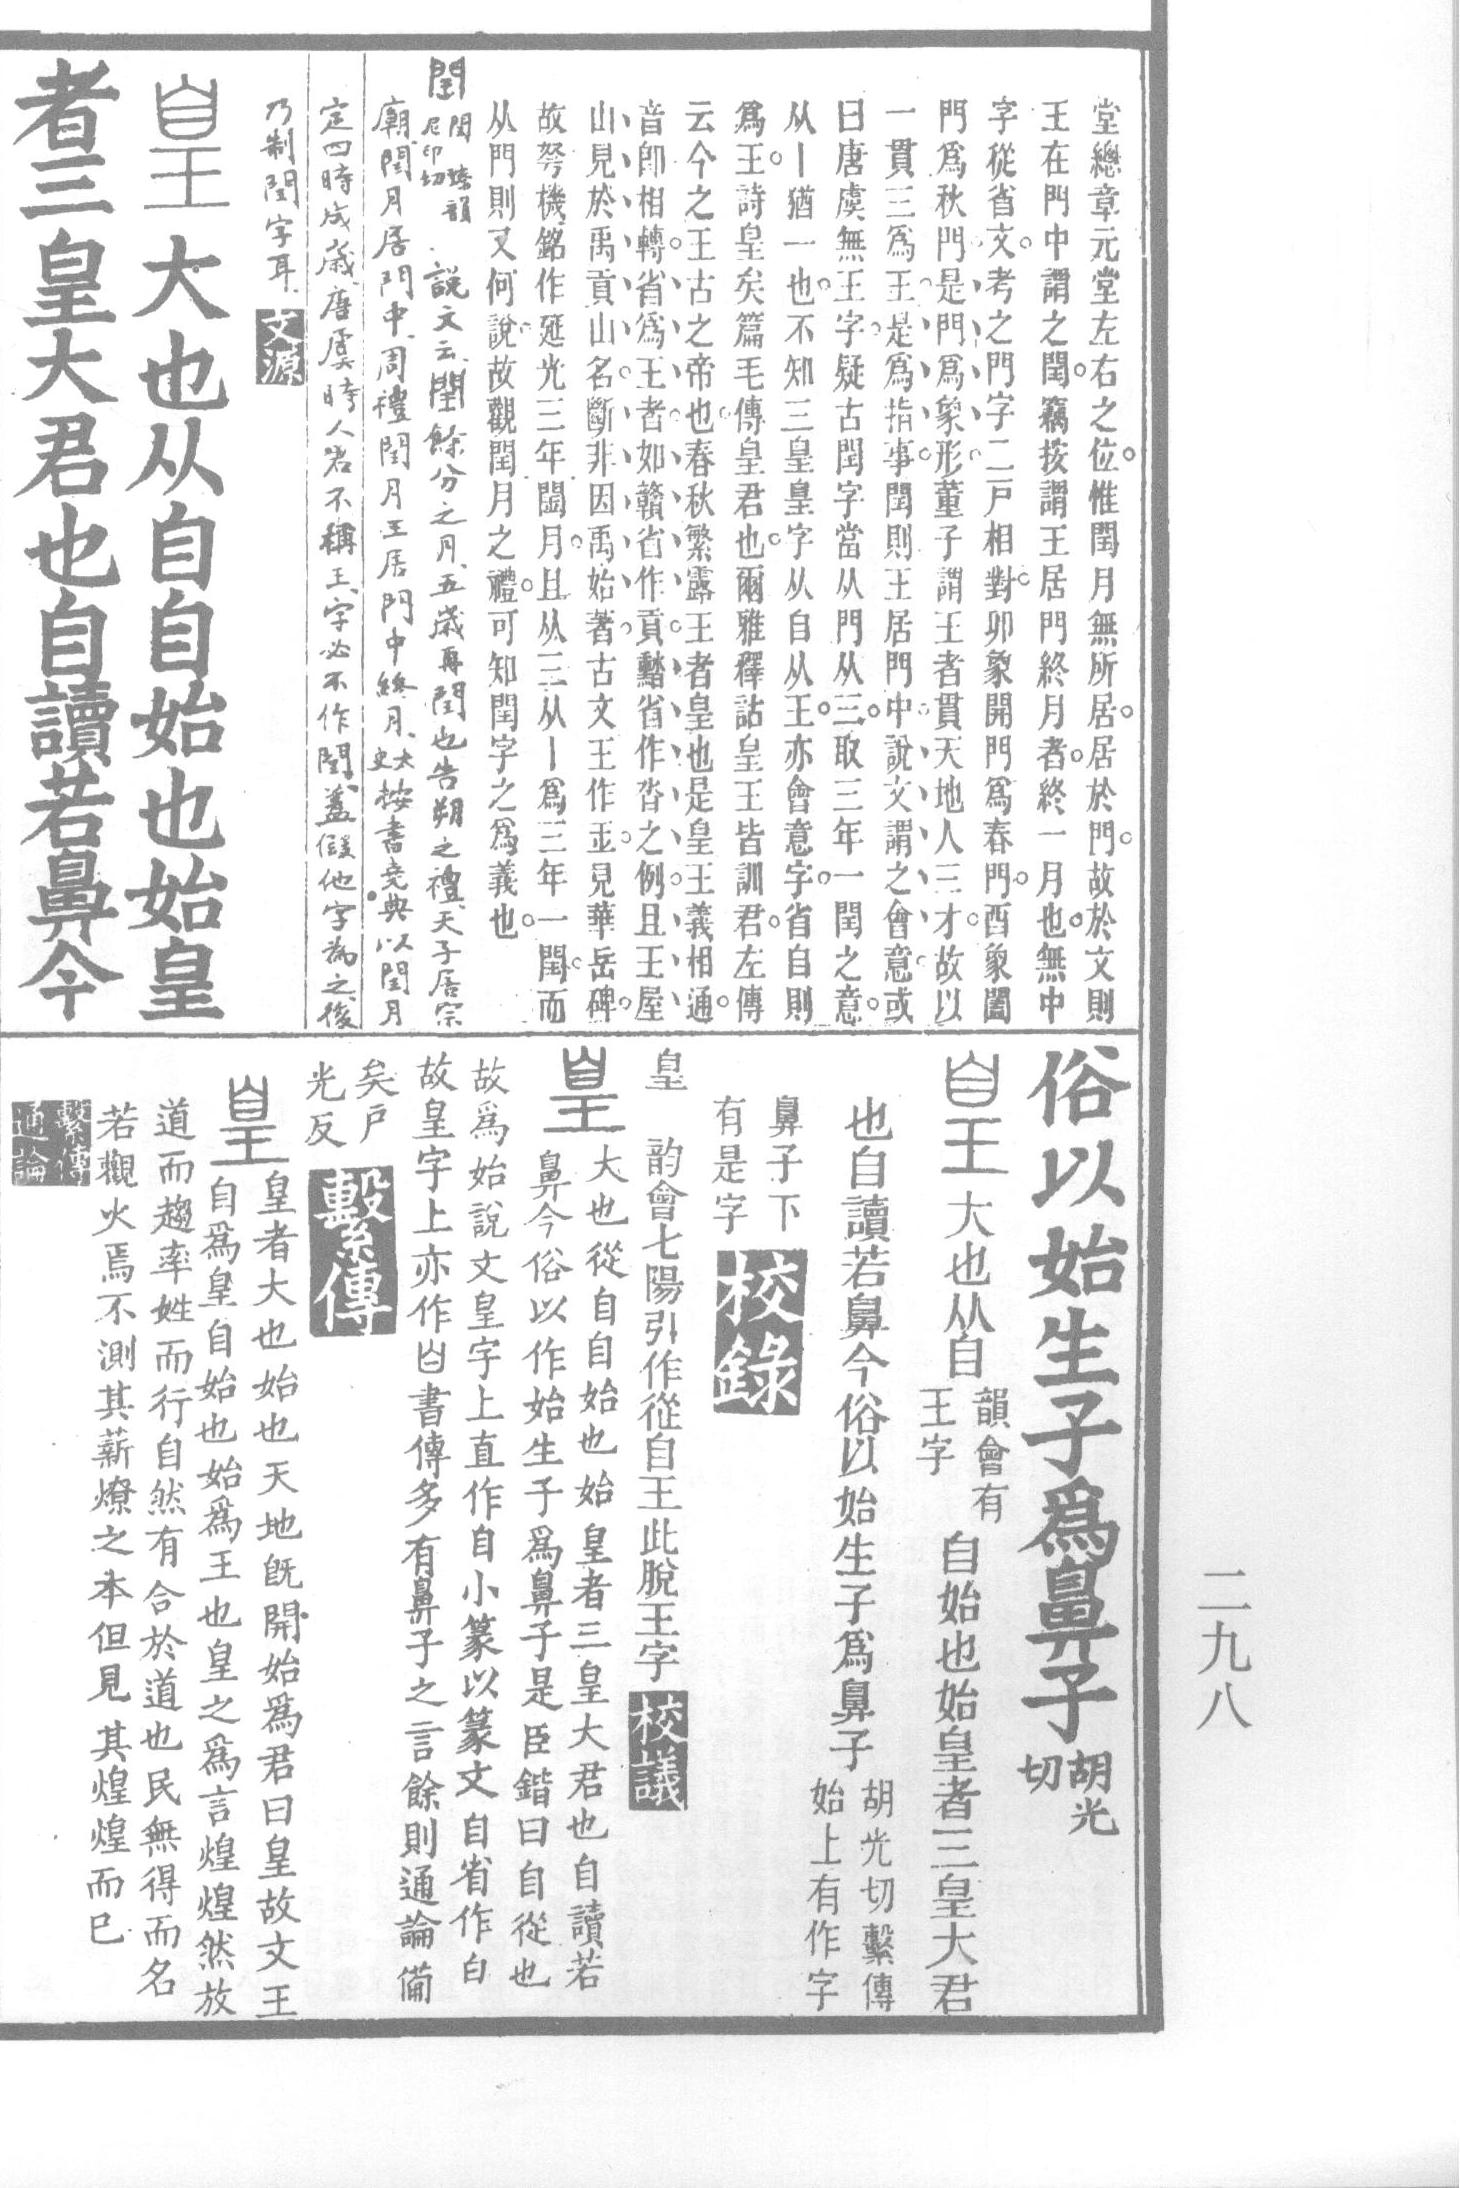 堂總章元堂左右之位惟閏月無所居居於門故於文則
王在門中謂之閏竊按謂王居門終月者終一月也無中
字從省文考之門字二戶相對卯象開門爲春門酉象闔
門爲秋門是門爲象形董子謂王者貫天地人三才故以
一貫三爲王是爲指事閏則王居門中說文謂之會意或
曰唐虞無王字疑古閏字當从門从三取三年一閏之意
从丨猶一也不知三皇皇字从自从王亦會意字省自則
爲王詩皇矣篇毛傳皇君也爾雅釋詁皇王皆訓君左傳
云今之王古之帝也春秋繁露王者皇也是皇王義相通
音卽相轉省爲王者如贛省作貢省作沓之例且王屋
山見於禹貢山名斷非因禹始著古文王作玊見華岳碑
故弩機銘作延光三年閏月且从三从丨爲三年一閏而
从門則又何說故觀閏月之禮可知閏字之爲義也
閏 閏 震韻 尼印切 說文云閏餘分之月五歲再閏也告朔之禮天子居宗
廟閏月居門中周禮閏月王居門中終月 大史 按書堯典以閏月
定四時成歲唐虞時人君不稱王字必不作閏蓋假他字爲之後
乃制閏字耳 文源
皇 大也从自自始也始皇
者三皇大君也自讀若鼻今
俗以始生子爲鼻子 胡光切
皇 大也从自 韻會有王字 自始也始皇者三皇大君
也自讀若鼻今俗以始生子爲鼻子 胡光切繫傳始上有作字
鼻子下有是字 校錄
皇 韵會七陽引作從自王此脫王字 校議
皇 大也從自自始也始皇者三皇大君也自讀若
鼻今俗以作始生子爲鼻子是臣鍇曰自從也
故爲始說文皇字上直作自小篆以篆文自省作白
故皇字上亦作白書傳多有鼻子之言餘則通論備
矣戶光反 繫傳
皇 皇者大也始也天地旣開始爲君曰皇故文王
自爲皇自始也始爲王也皇之爲言煌煌然放
道而趨率姓而行自然有合於道也民無得而名
若觀火焉不測其薪燎之本但見其煌煌而已
繫傳通論
二九八